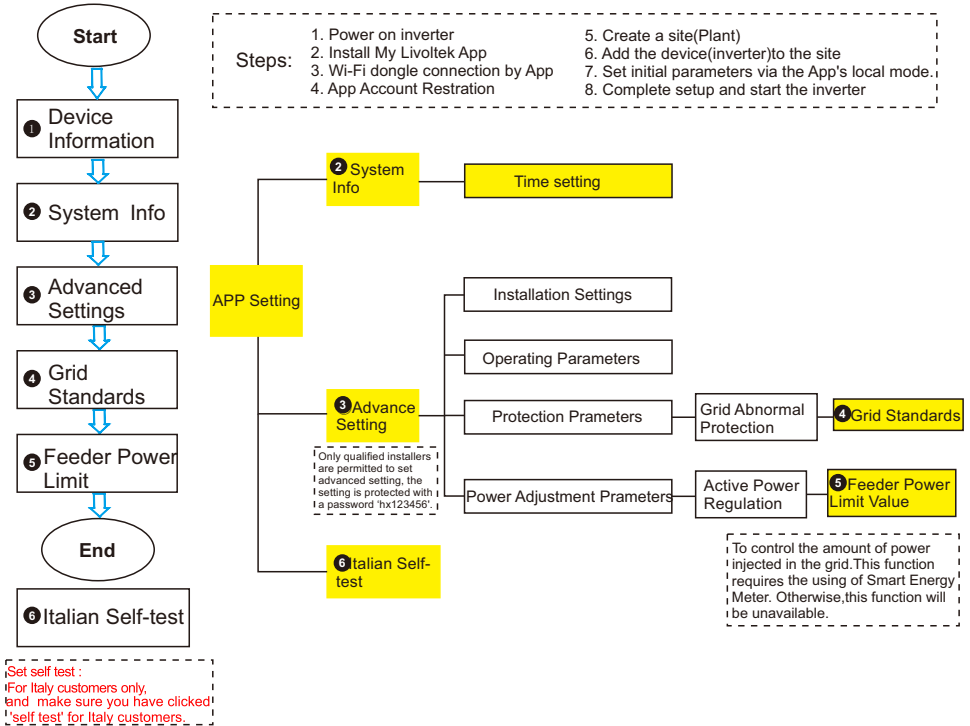 Start
1 Device
Information
2 System Info
3 Advanced
Settings
4 Grid
Standards
5 Feeder Power
Limit
End
6 Italian Self-test
Set self test :
For Italy customers only,
and make sure you have clicked
'self test' for Italy customers.
Steps:
1. Power on inverter
2. Install My Livoltek App
3. Wi-Fi dongle connection by App
4. App Account Restration
5. Create a site(Plant)
6. Add the device(inverter)to the site
7. Set initial parameters via the App's local mode.
8. Complete setup and start the inverter
APP Setting
2 System
Info
Time setting
3 Advance
Setting
Only qualified installers
are permitted to set
advanced setting, the
setting is protected with
a password 'hx123456'.
Installation Settings
Operating Parameters
Protection Prameters
Grid Abnormal
Protection
4 Grid Standards
Power Adjustment Prameters
Active Power
Regulation
5 Feeder Power
Limit Value
To control the amount of power
injected in the grid.This function
requires the using of Smart Energy
Meter. Otherwise,this function will
be unavailable.
6 Italian Self-
test